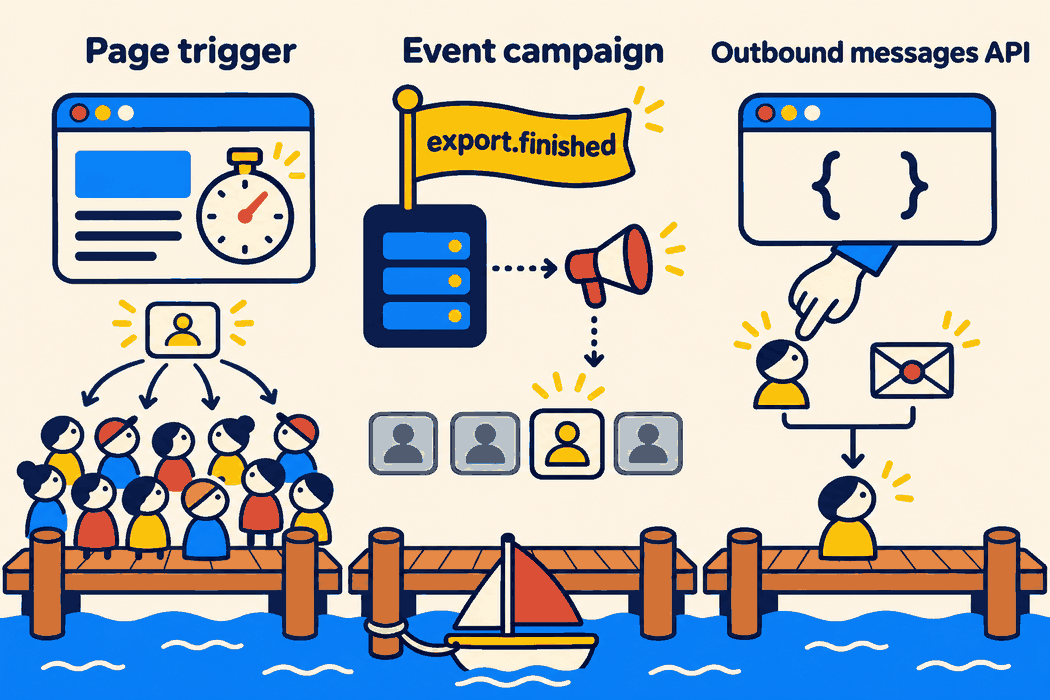 Page trigger
Event campaign
Outbound messages API
export.finished
{ }